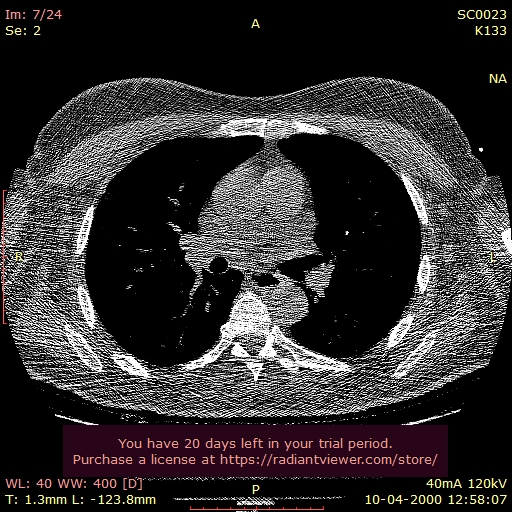 Im: 7/24
Se: 2
A
SC0023
K133
NA
R
L
You have 20 days left in your trial period.
Purchase a license at https://radiantviewer.com/store/
WL: 40 WW: 400 [D]
T: 1.3mm L: -123.8mm
P
40mA 120kV
10-04-2000 12:58:07